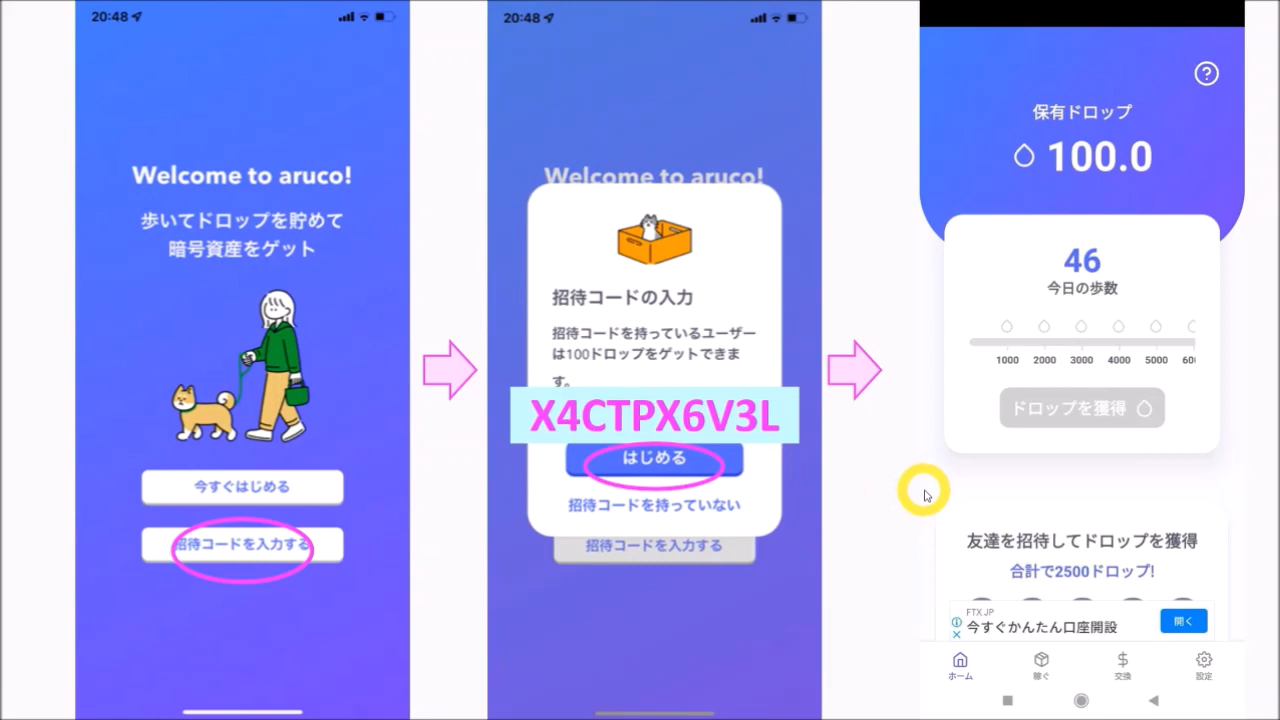 20:48
Welcome to aruco!
歩いてドロップを貯めて
暗号資産をゲット
今すぐはじめる
招待コードを入力する
20:48
Welcome to aruco!
招待コードの入力
招待コードを持っているユーザー
は100ドロップをゲットできま
す。
X4CTPX6V3L
はじめる
招待コードを持っていない
招待コードを入力する
保有ドロップ
100.0
46
今日の歩数
1000 2000 3000 4000 5000 600
ドロップを獲得
友達を招待してドロップを獲得
合計で2500ドロップ!
FTX JP
今すぐかんたん口座開設
開く
ホーム 稼ぐ 交換 設定